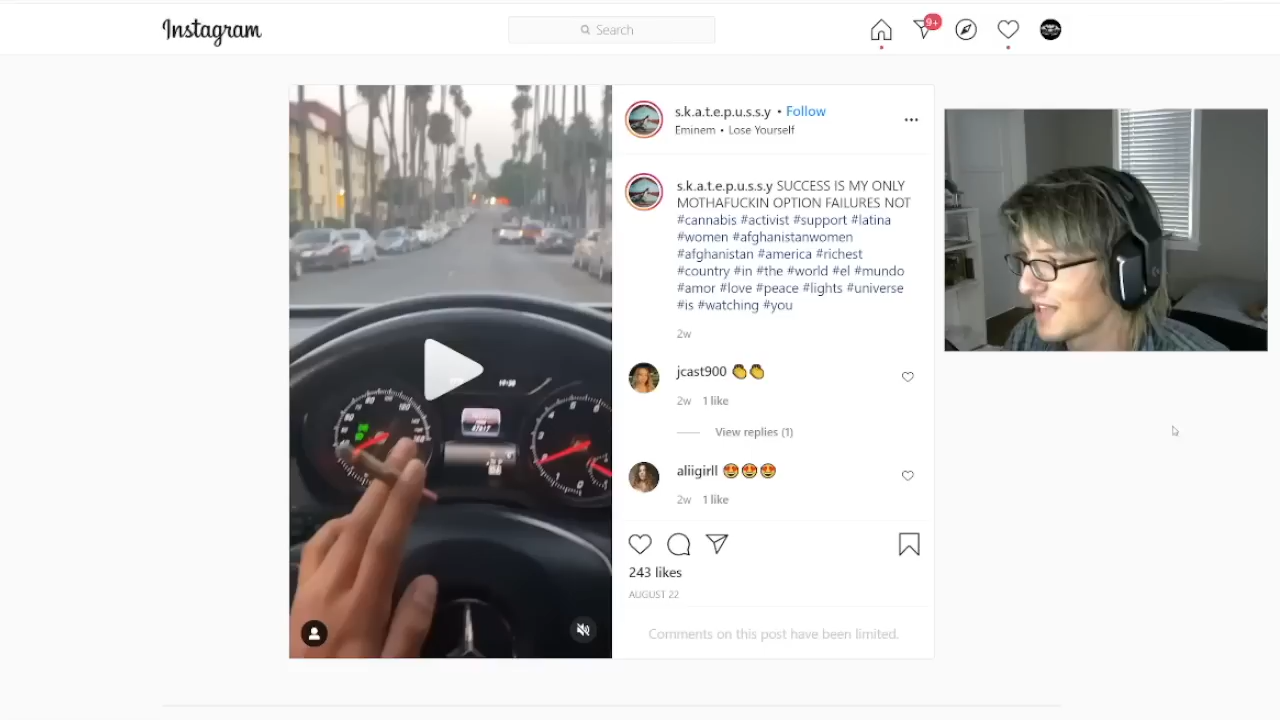 Instagram
Search
9+
s.k.a.t.e.p.u.s.s.y • Follow
Eminem • Lose Yourself
s.k.a.t.e.p.u.s.s.y SUCCESS IS MY ONLY
MOTHAFUCKIN OPTION FAILURES NOT
#cannabis #activist #support #latina
#women #afghanistanwomen
#afghanistan #america #richest
#country #in #the #world #el #mundo
#amor #love #peace #lights #universe
#is #watching #you
2w
jcast900 👏👏
2w 1 like
View replies (1)
aliigirll 😍😍😍
2w 1 like
243 likes
AUGUST 22
Comments on this post have been limited.